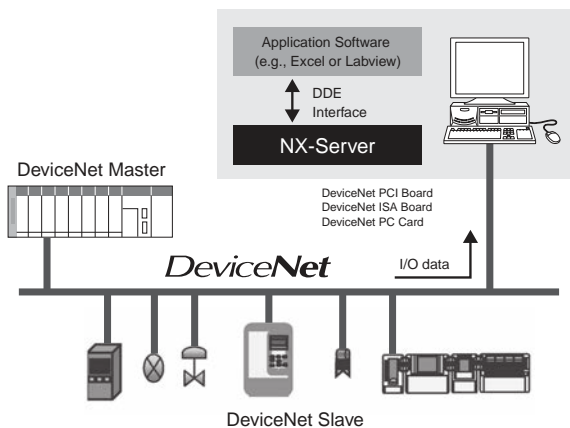 Application Software
(e.g., Excel or Labview)
DDE
Interface
NX-Server
DeviceNet Master
DeviceNet PCI Board
DeviceNet ISA Board
DeviceNet PC Card
DeviceNet
I/O data
DeviceNet Slave